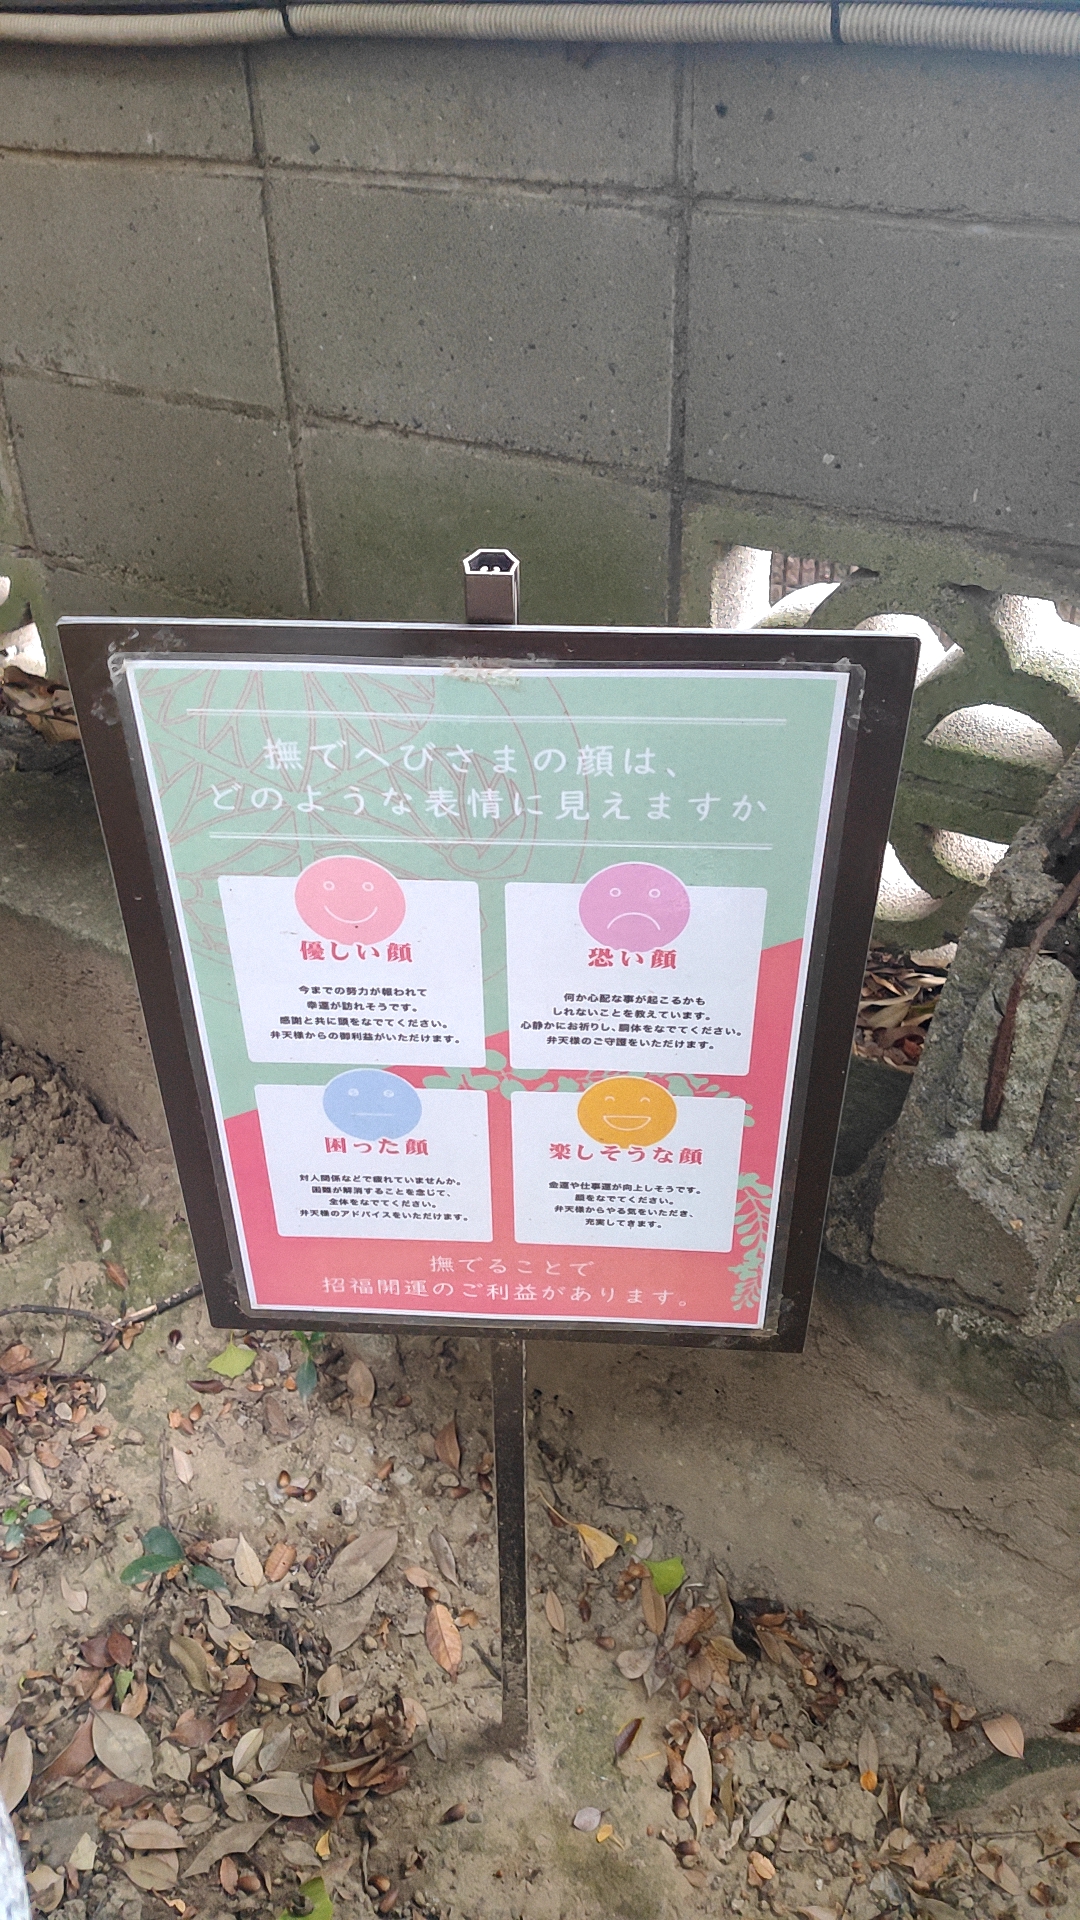 撫でへびさまの顔は、
どのような表情に見えますか
優しい顔
今までの努力が報われて
幸運が訪れそうです。
感謝と共に頭をなでてください。
弁天様からの御利益がいただけます。
恐い顔
何か心配な事が起こるかも
しれないことを教えています。
心静かにお祈りし、胴体をなでてください。
弁天様のご守護をいただけます。
困った顔
対人関係などで疲れていませんか。
困難が解消することを念じて、
全体をなでてください。
弁天様のアドバイスをいただけます。
楽しそうな顔
金運や仕事運が向上しそうです。
顔をなでてください。
弁天様からやる気をいただき、
充実してきます。
撫でることで
招福開運のご利益があります。